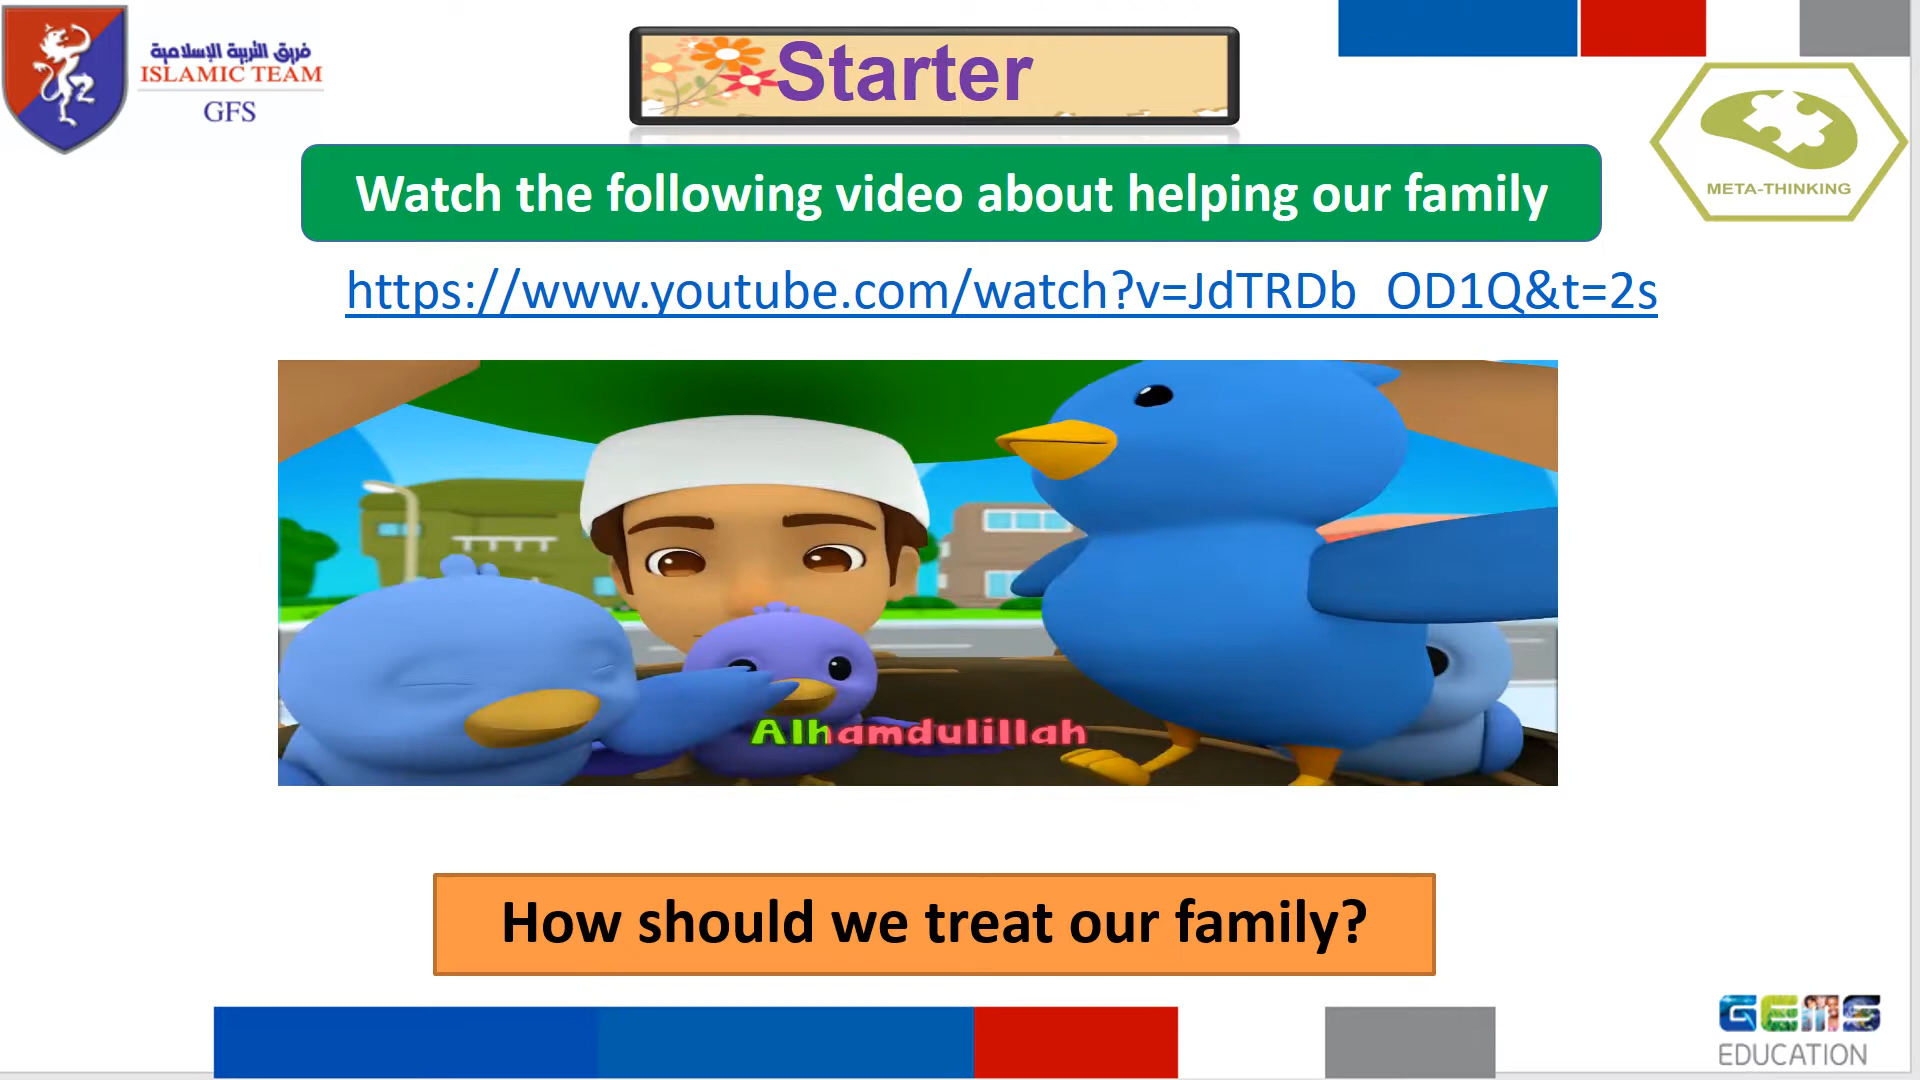 فريق التربية الإسلامية
ISLAMIC TEAM
GFS
Starter
META-THINKING
Watch the following video about helping our family
https://www.youtube.com/watch?v=JdTRDb_OD1Q&t=2s
Alhamdulillah
How should we treat our family?
GEMS
EDUCATION